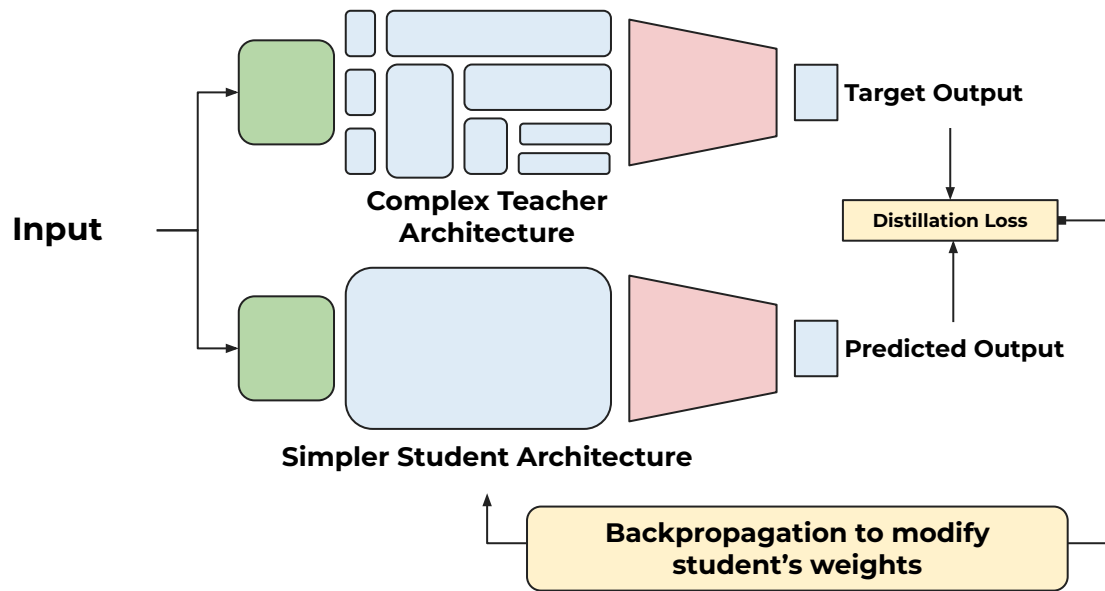 Target Output
Complex Teacher
Architecture
Input
Distillation Loss
Predicted Output
Simpler Student Architecture
Backpropagation to modify
student’s weights